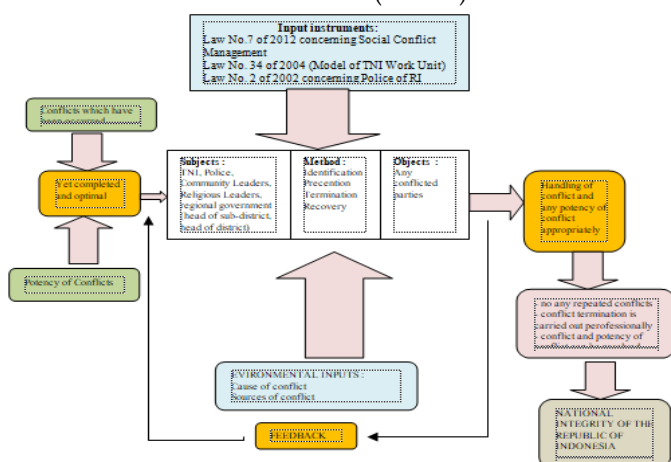 Input instruments:
Law No.7 of 2012 concerning Social Conflict
Management
Law No. 34 of 2004 (Model of TNI Work Unit)
Law No. 2 of 2002 concerning Police of RI
Conflicts which have
been occurred
Yet completed
and optimal
Potency of Conflicts
Subjects :
TNI, Police,
Community Leaders,
Religious Leaders,
regional government
(head of sub-district,
head of district)
Method :
Identification
Precention
Termination
Recovery
Objects :
Any
conflicted
parties
Handling of
conflict and
any potency of
conflict
appropriately
- no any repeated conflicts
- conflict termination is
carried out perofessionally
- conflict and potency of
EVIRONMENTAL INPUTS :
Cause of conflict
Sources of conflict
FEEDBACK
NATIONAL
INTEGRITY OF THE
REPUBLIC OF
INDONESIA